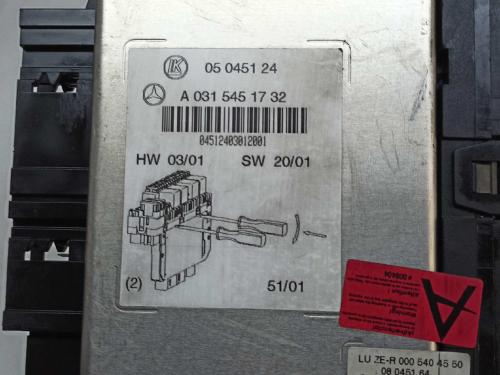 K
05 0451 24
A 031 545 17 32
04512403012001
HW 03/01 SW 20/01
(2)
51/01
A
Warning!
LU ZE-R 000 540 45 50
08 0451 64